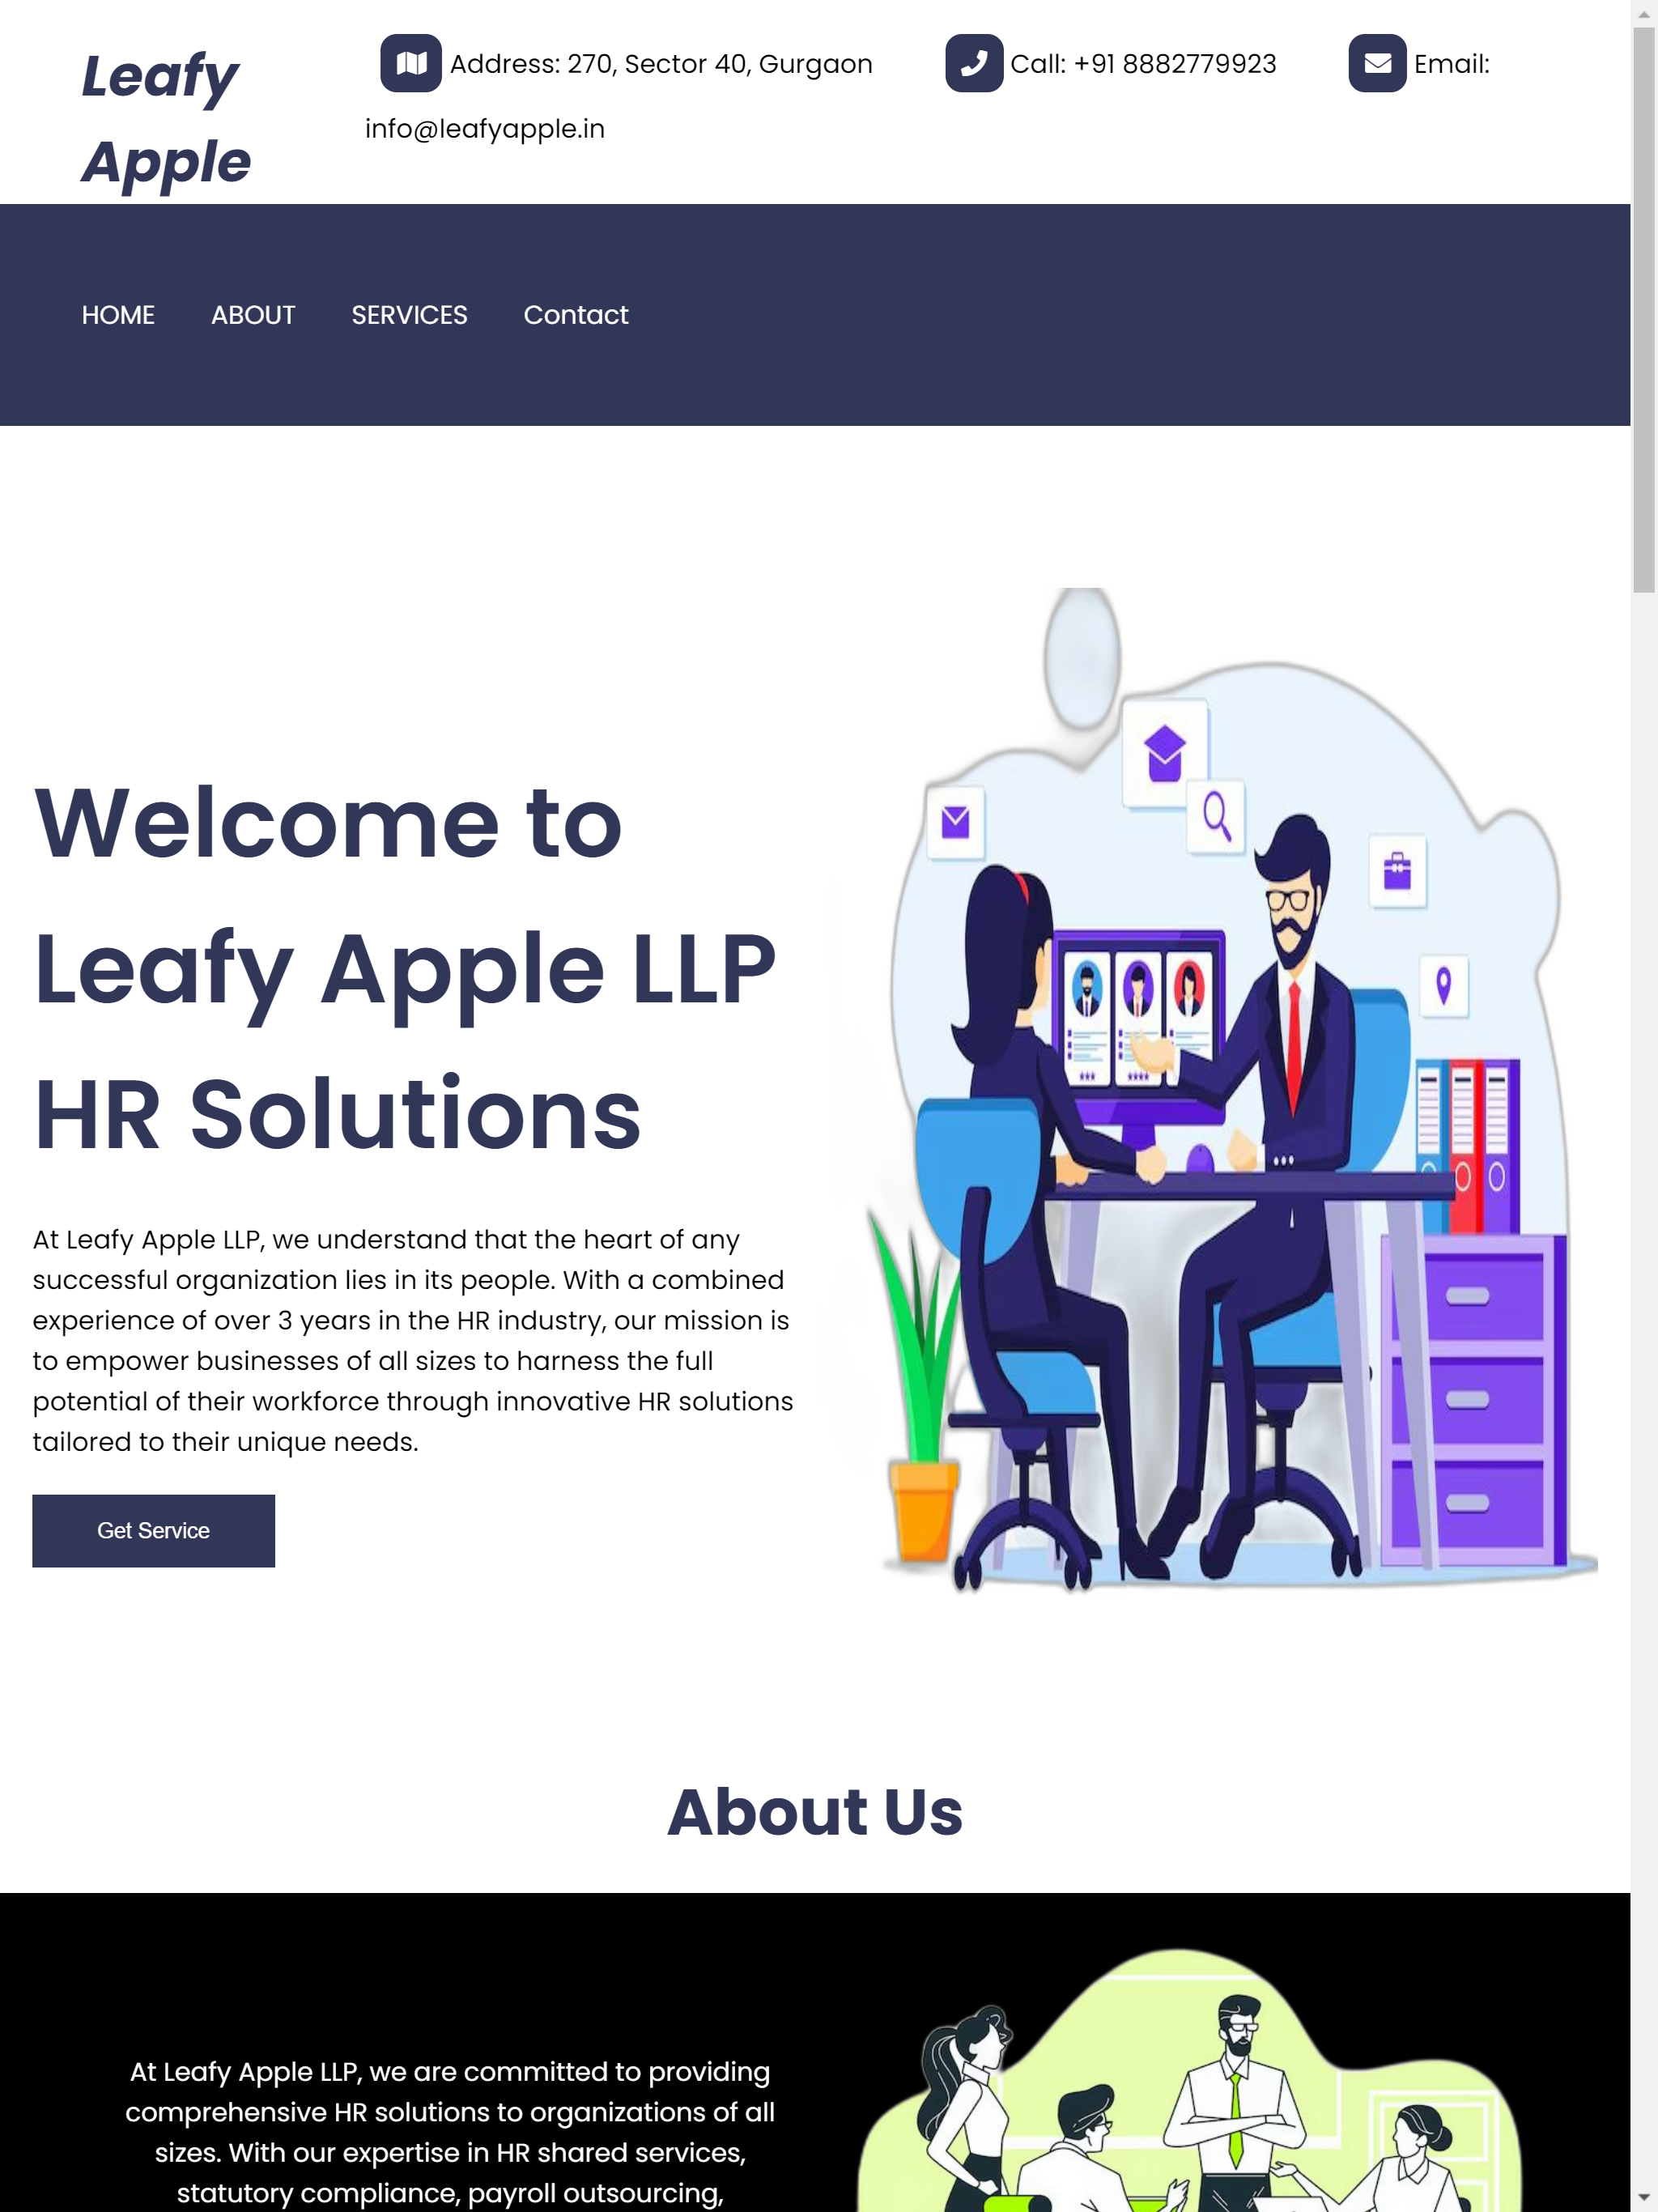 Leafy
Apple
Address: 270, Sector 40, Gurgaon
Call: +91 8882779923
Email:
info@leafyapple.in
HOME
ABOUT
SERVICES
Contact
Welcome to
Leafy Apple LLP
HR Solutions
At Leafy Apple LLP, we understand that the heart of any
successful organization lies in its people. With a combined
experience of over 3 years in the HR industry, our mission is
to empower businesses of all sizes to harness the full
potential of their workforce through innovative HR solutions
tailored to their unique needs.
Get Service
About Us
At Leafy Apple LLP, we are committed to providing
comprehensive HR solutions to organizations of all
sizes. With our expertise in HR shared services,
statutory compliance, payroll outsourcing,